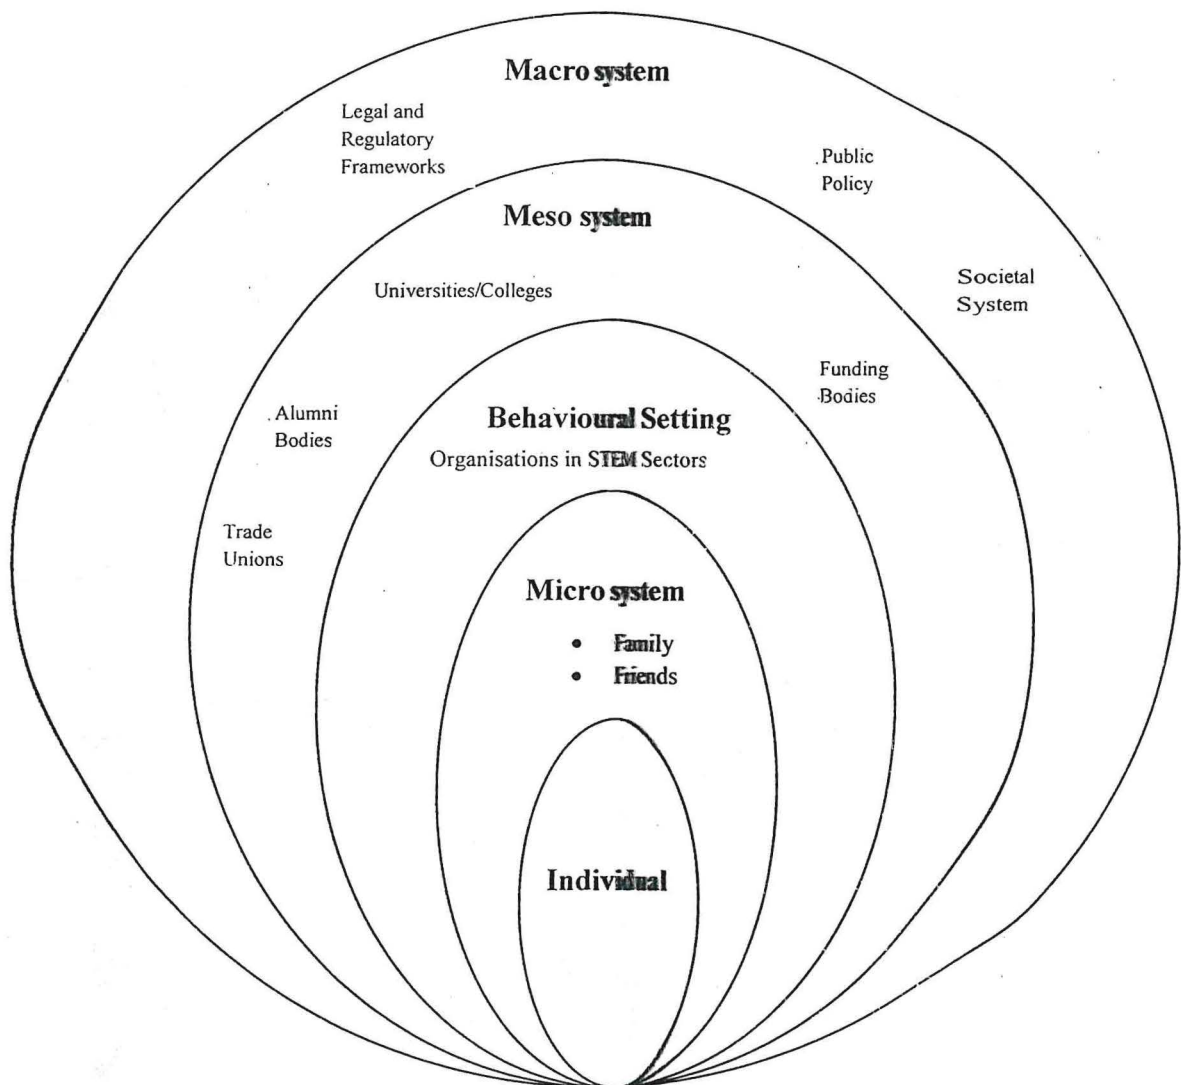 Macro system
Legal and
Regulatory
Frameworks
Public
Policy
Meso system
Societal
System
Universities/Colleges
Funding
Bodies
Alumni
Bodies
Behavioural Setting
Organisations in STEM Sectors
Trade
Unions
Micro system
• Family
• Friends
Individual